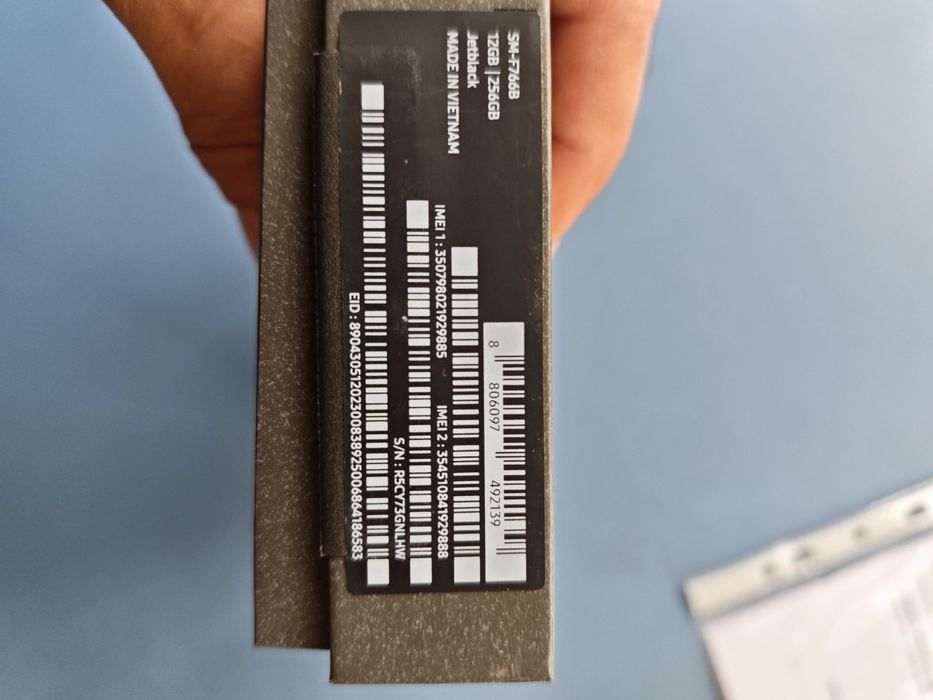 SM-F766B
12GB | 256GB
Jetblack
MADE IN VIETNAM
8 806097 492139
IMEI 1 : 350798021929885 IMEI 2 : 354510841929888
S/N : R5CY73GNLHW
EID : 89043051202300838925006864186583